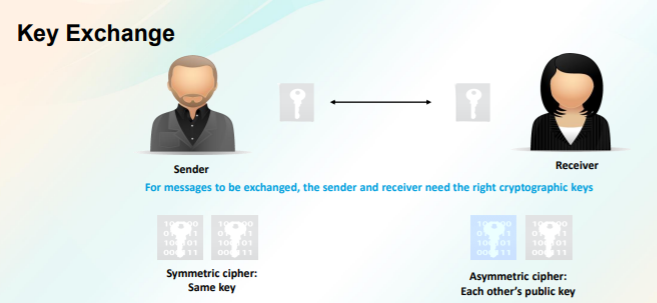 Key Exchange
Sender
Receiver
For messages to be exchanged, the sender and receiver need the right cryptographic keys
Symmetric cipher:
Same key
Asymmetric cipher:
Each other's public key